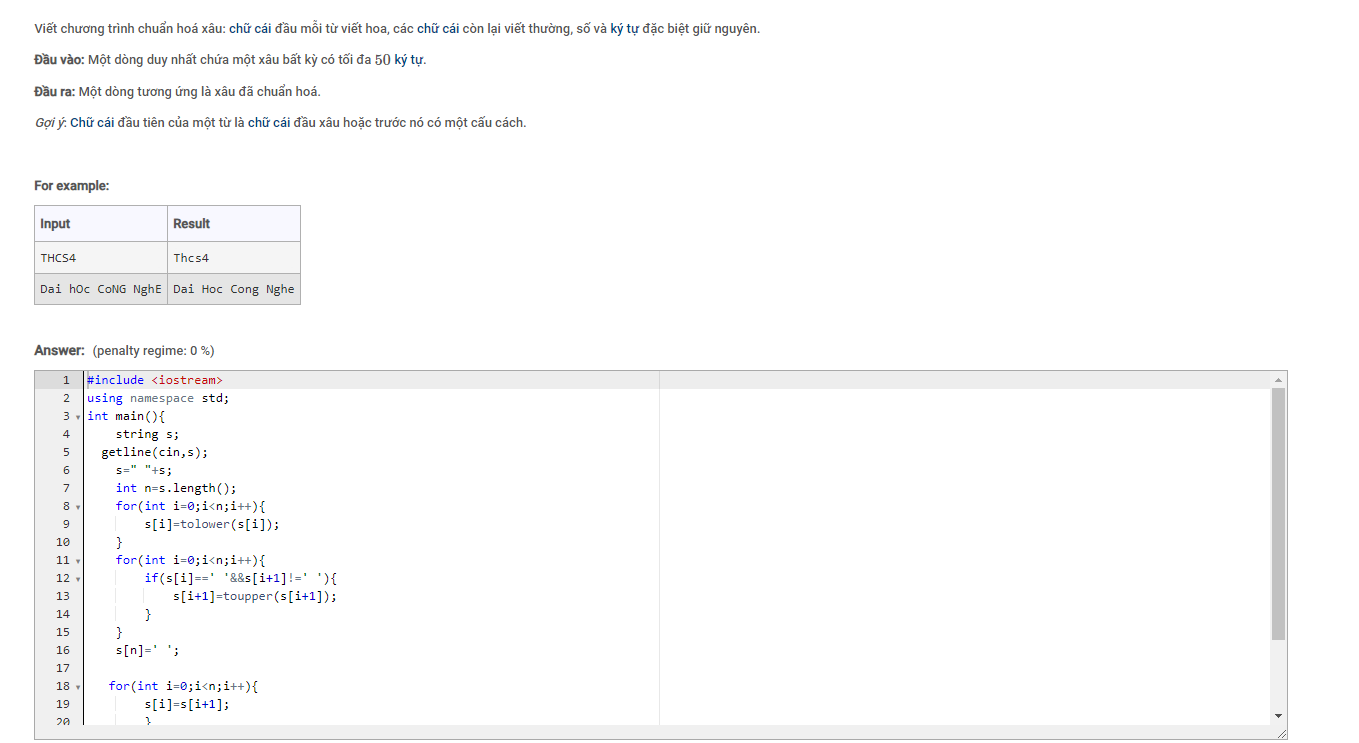 Viết chương trình chuẩn hoá xâu: chữ cái đầu mỗi từ viết hoa, các chữ cái còn lại viết thường, số và ký tự đặc biệt giữ nguyên.
Đầu vào: Một dòng duy nhất chứa một xâu bất kỳ có tối đa 50 ký tự.
Đầu ra: Một dòng tương ứng là xâu đã chuẩn hoá.
Gợi ý: Chữ cái đầu tiên của một từ là chữ cái đầu xâu hoặc trước nó có một cấu cách.
For example:
Input Result
THCS4 Thcs4
Dai hOc CoNG NghE Dai Hoc Cong Nghe
Answer: (penalty regime: 0 %)
1 #include <iostream>
2 using namespace std;
3 int main(){
4 string s;
5 getline(cin,s);
6 s=" "+s;
7 int n=s.length();
8 for(int i=0;i<n;i++){
9 s[i]=tolower(s[i]);
10 }
11 for(int i=0;i<n;i++){
12 if(s[i]==' '&&s[i+1]!=' '){
13 s[i+1]=toupper(s[i+1]);
14 }
15 }
16 s[n]=' ';
17
18 for(int i=0;i<n;i++){
19 s[i]=s[i+1];
20 }